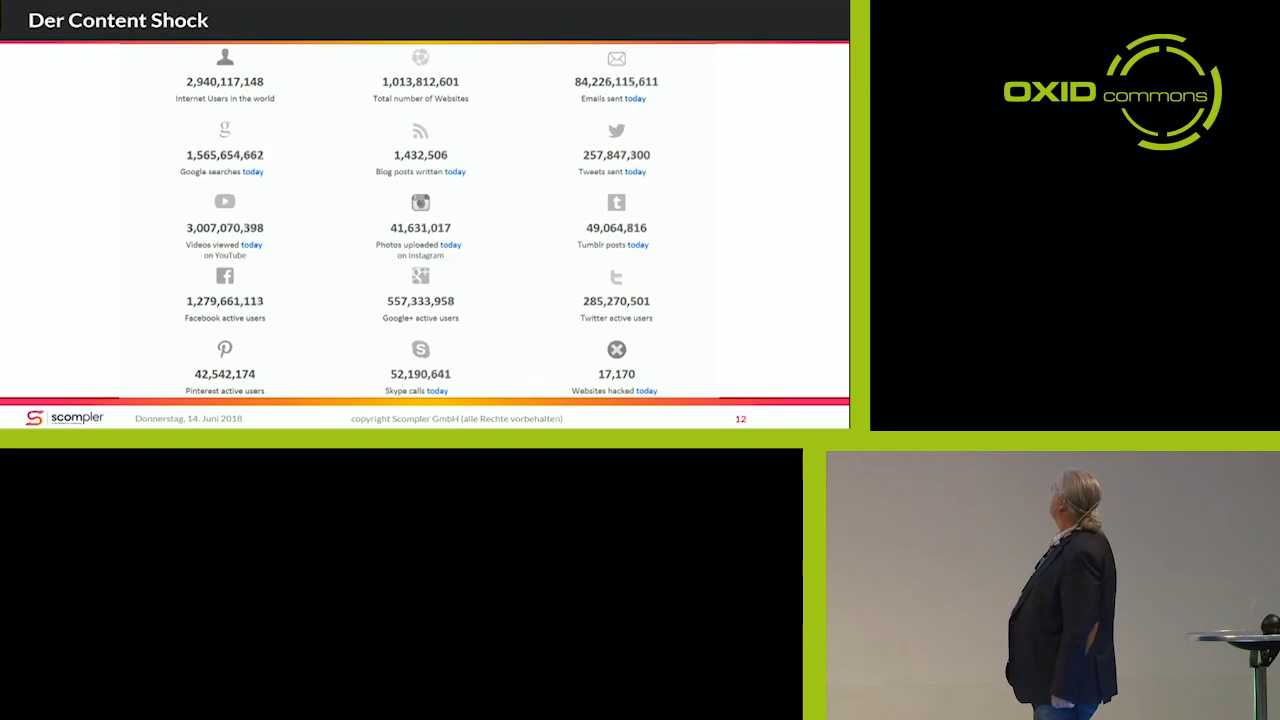 Der Content Shock
OXID commons
2,940,117,148
Internet Users in the world
1,013,812,601
Total number of Websites
84,226,115,611
Emails sent today
1,565,654,662
Google searches today
1,432,506
Blog posts written today
257,847,300
Tweets sent today
3,007,070,398
Videos viewed today
on YouTube
41,631,017
Photos uploaded today
on Instagram
49,064,816
Tumblr posts today
1,279,661,113
Facebook active users
557,333,958
Google+ active users
285,270,501
Twitter active users
42,542,174
Pinterest active users
52,190,641
Skype calls today
17,170
Websites hacked today
scompler
Donnerstag, 14. Juni 2018
copyright Scompler GmbH (alle Rechte vorbehalten)
12